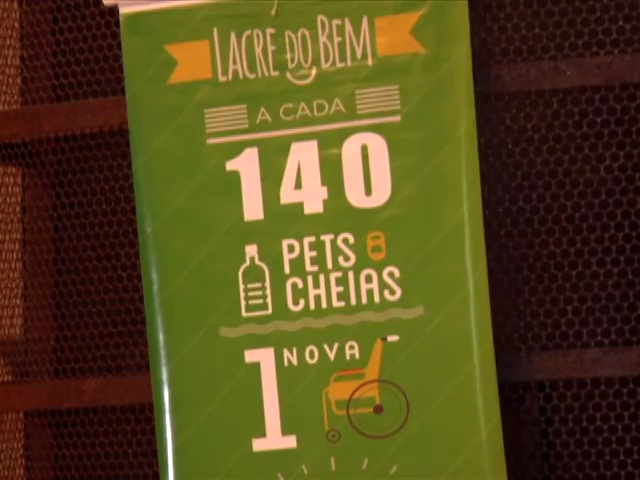 LACRE DO BEM
A CADA
140
PETS
CHEIAS
1 NOVA